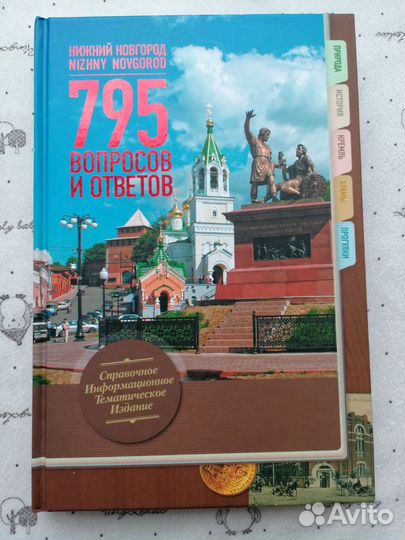 НИЖНИЙ НОВГОРОД
NIZHNY NOVGOROD
795
ВОПРОСОВ
И ОТВЕТОВ
ПРИРОДА
ИСТОРИЯ
КРЕМЛЬ
ХРАМЫ
ПРОГУЛКИ
Справочное
Информационное
Тематическое
Издание
Avito